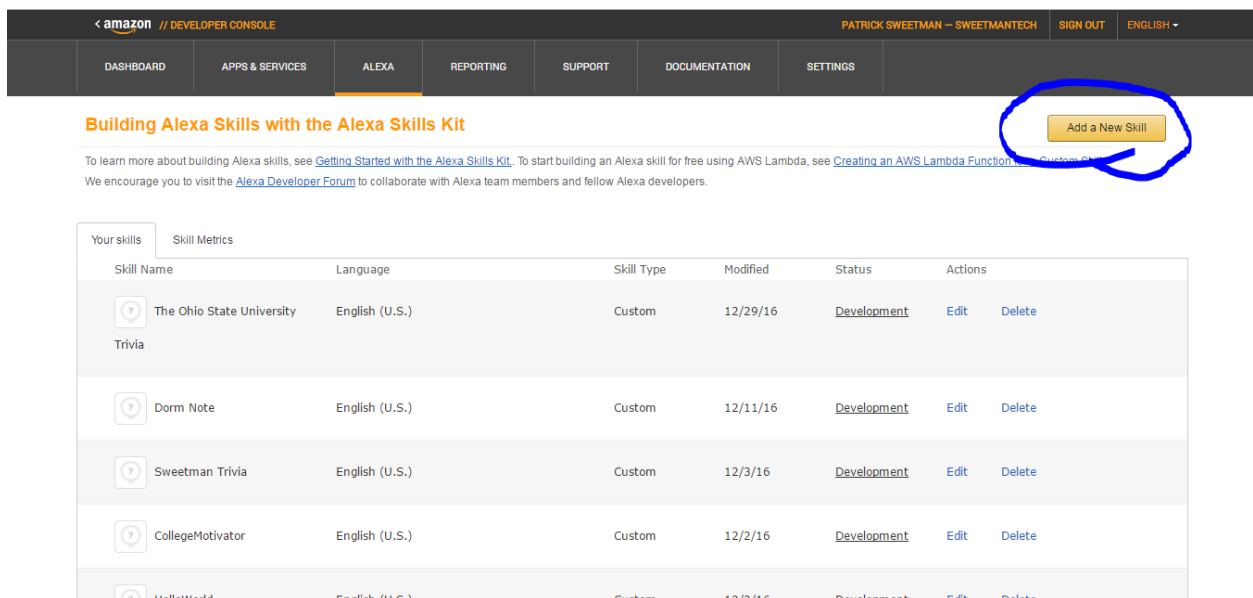 < amazon // DEVELOPER CONSOLE PATRICK SWEETMAN – SWEETMANTECH SIGN OUT ENGLISH
DASHBOARD APPS & SERVICES ALEXA REPORTING SUPPORT DOCUMENTATION SETTINGS
Building Alexa Skills with the Alexa Skills Kit Add a New Skill
To learn more about building Alexa skills, see Getting Started with the Alexa Skills Kit. To start building an Alexa skill for free using AWS Lambda, see Creating an AWS Lambda Function Custom
We encourage you to visit the Alexa Developer Forum to collaborate with Alexa team members and fellow Alexa developers.
Your skills Skill Metrics
Skill Name Language Skill Type Modified Status Actions
The Ohio State University English (U.S.) Custom 12/29/16 Development Edit Delete
Trivia
Dorm Note English (U.S.) Custom 12/11/16 Development Edit Delete
Sweetman Trivia English (U.S.) Custom 12/3/16 Development Edit Delete
CollegeMotivator English (U.S.) Custom 12/2/16 Development Edit Delete
HelloWorld English (U.S.) Custom Development Edit Delete